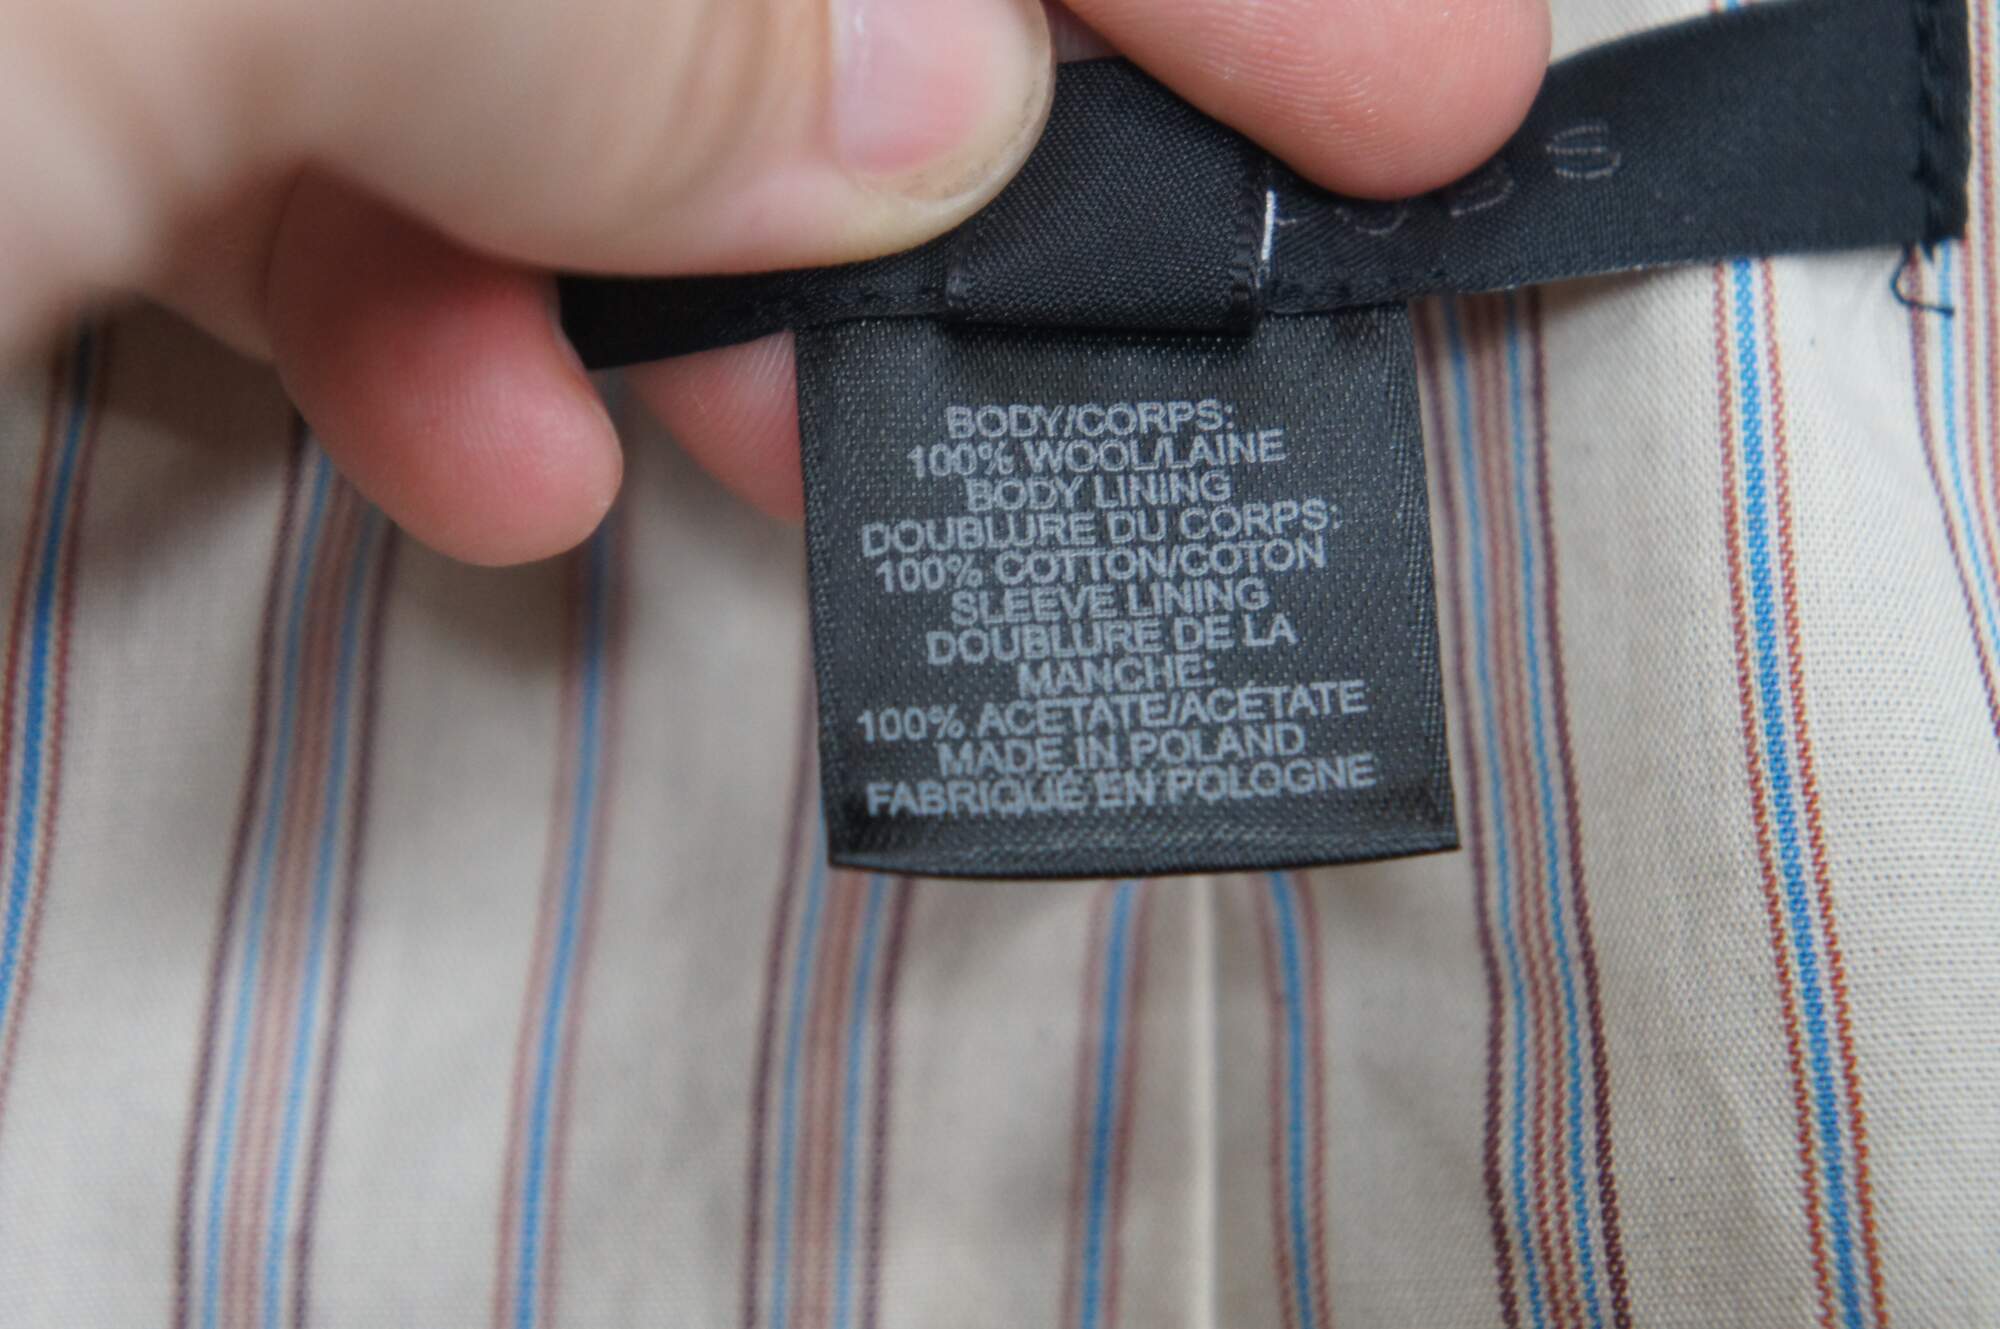 BODY/CORPS:
100% WOOL/LAINE
BODY LINING
DOUBLURE DU CORPS:
100% COTTON/COTON
SLEEVE LINING
DOUBLURE DE LA
MANCHE:
100% ACETATE/ACÉTATE
MADE IN POLAND
FABRIQUÉ EN POLOGNE